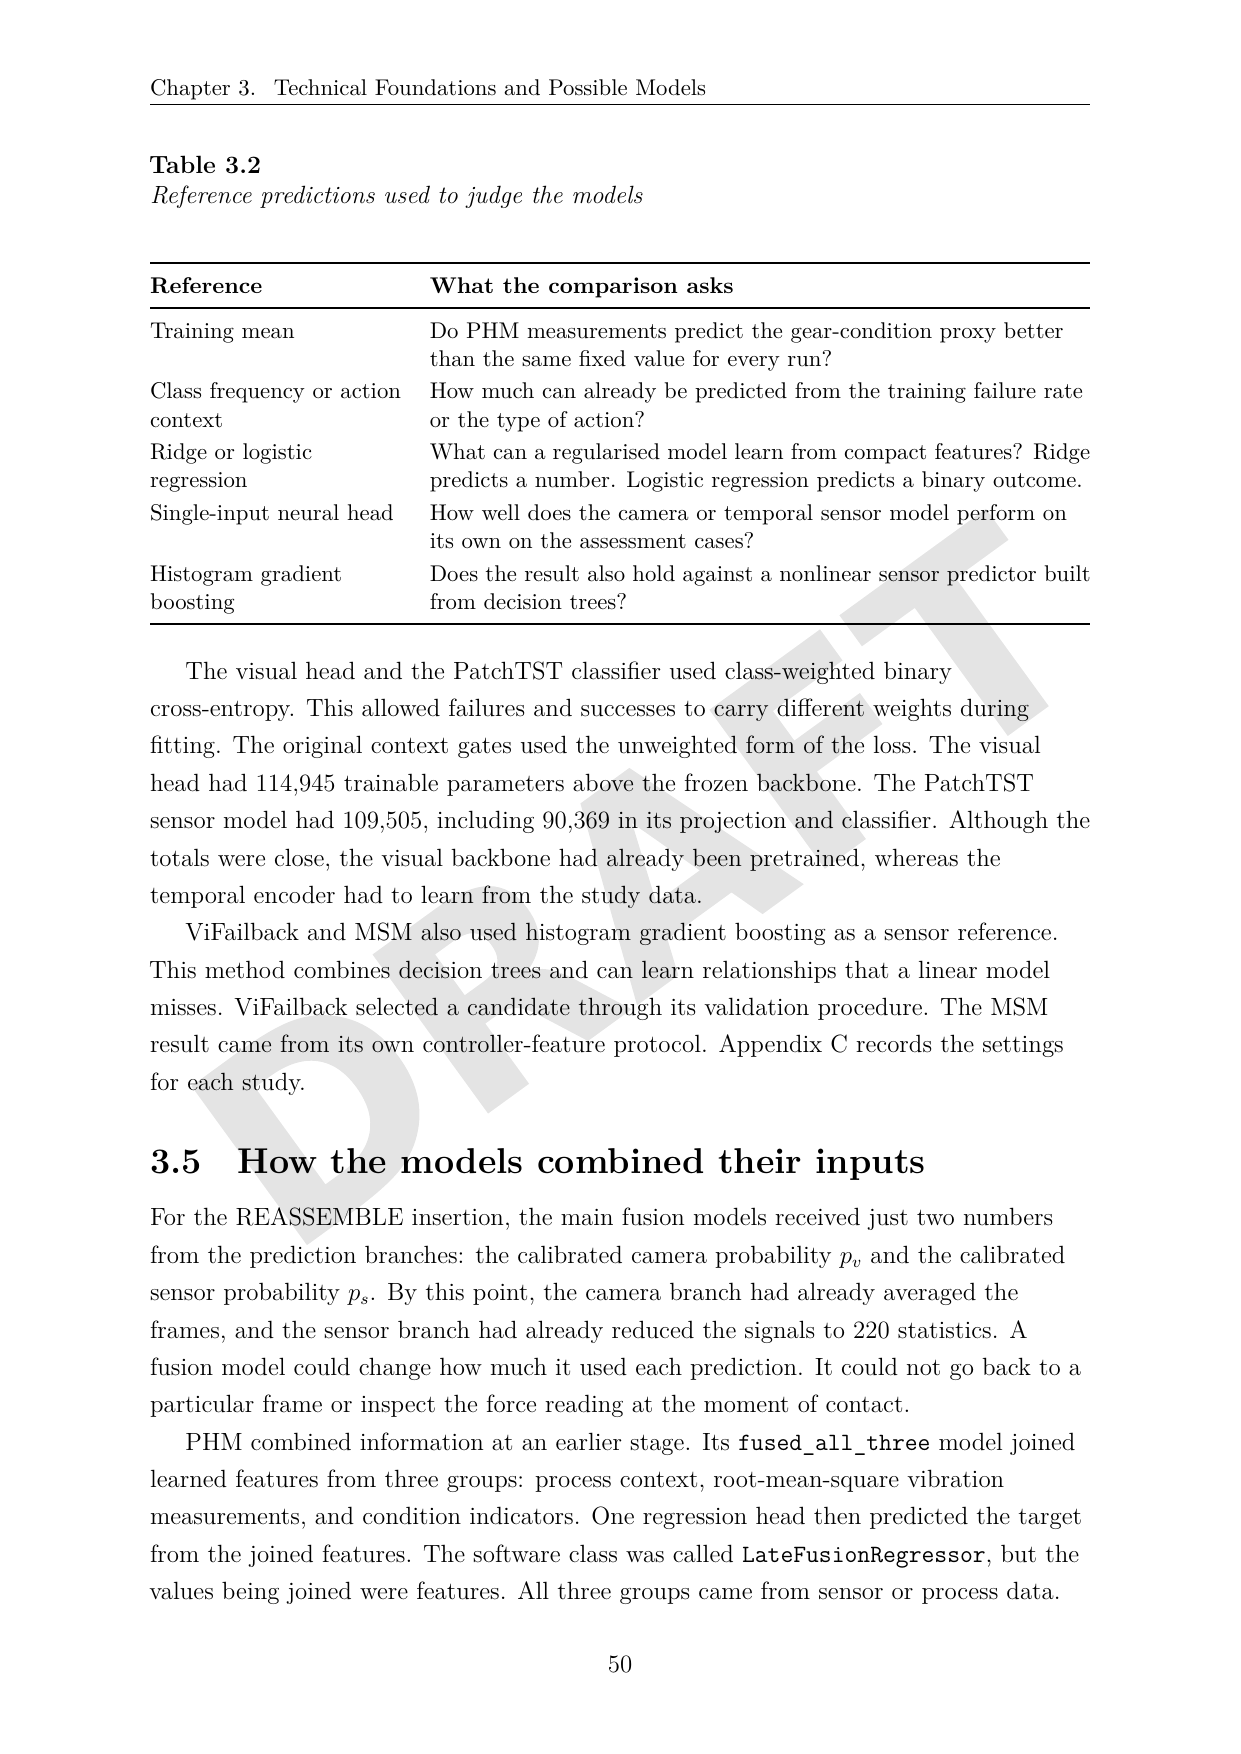 Chapter 3. Technical Foundations and Possible Models
Table 3.2
Reference predictions used to judge the models
Reference What the comparison asks
Training mean Do PHM measurements predict the gear-condition proxy better
than the same fixed value for every run?
Class frequency or action How much can already be predicted from the training failure rate
context or the type of action?
Ridge or logistic What can a regularised model learn from compact features? Ridge
regression predicts a number. Logistic regression predicts a binary outcome.
Single-input neural head How well does the camera or temporal sensor model perform on
its own on the assessment cases?
Histogram gradient Does the result also hold against a nonlinear sensor predictor built
boosting from decision trees?
The visual head and the PatchTST classifier used class-weighted binary
cross-entropy. This allowed failures and successes to carry different weights during
fitting. The original context gates used the unweighted form of the loss. The visual
head had 114,945 trainable parameters above the frozen backbone. The PatchTST
sensor model had 109,505, including 90,369 in its projection and classifier. Although the
totals were close, the visual backbone had already been pretrained, whereas the
temporal encoder had to learn from the study data.
ViFailback and MSM also used histogram gradient boosting as a sensor reference.
This method combines decision trees and can learn relationships that a linear model
misses. ViFailback selected a candidate through its validation procedure. The MSM
result came from its own controller-feature protocol. Appendix C records the settings
for each study.
3.5 How the models combined their inputs
For the REASSEMBLE insertion, the main fusion models received just two numbers
from the prediction branches: the calibrated camera probability pv and the calibrated
sensor probability ps. By this point, the camera branch had already averaged the
frames, and the sensor branch had already reduced the signals to 220 statistics. A
fusion model could change how much it used each prediction. It could not go back to a
particular frame or inspect the force reading at the moment of contact.
PHM combined information at an earlier stage. Its fused_all_three model joined
learned features from three groups: process context, root-mean-square vibration
measurements, and condition indicators. One regression head then predicted the target
from the joined features. The software class was called LateFusionRegressor, but the
values being joined were features. All three groups came from sensor or process data.
50
DRAFT